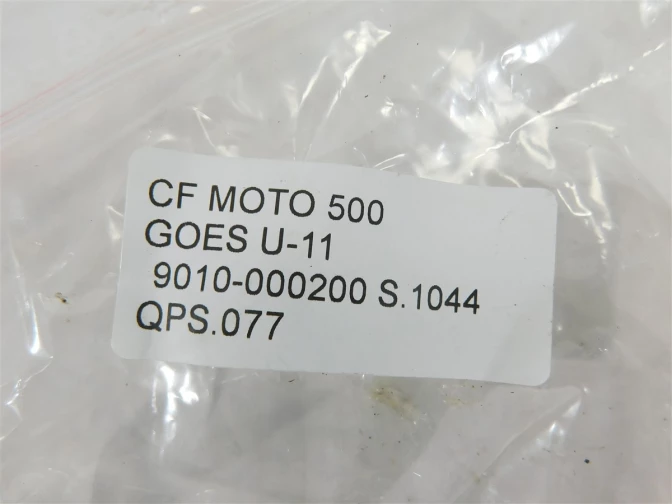 CF MOTO 500
GOES U-11
9010-000200 S.1044
QPS.077